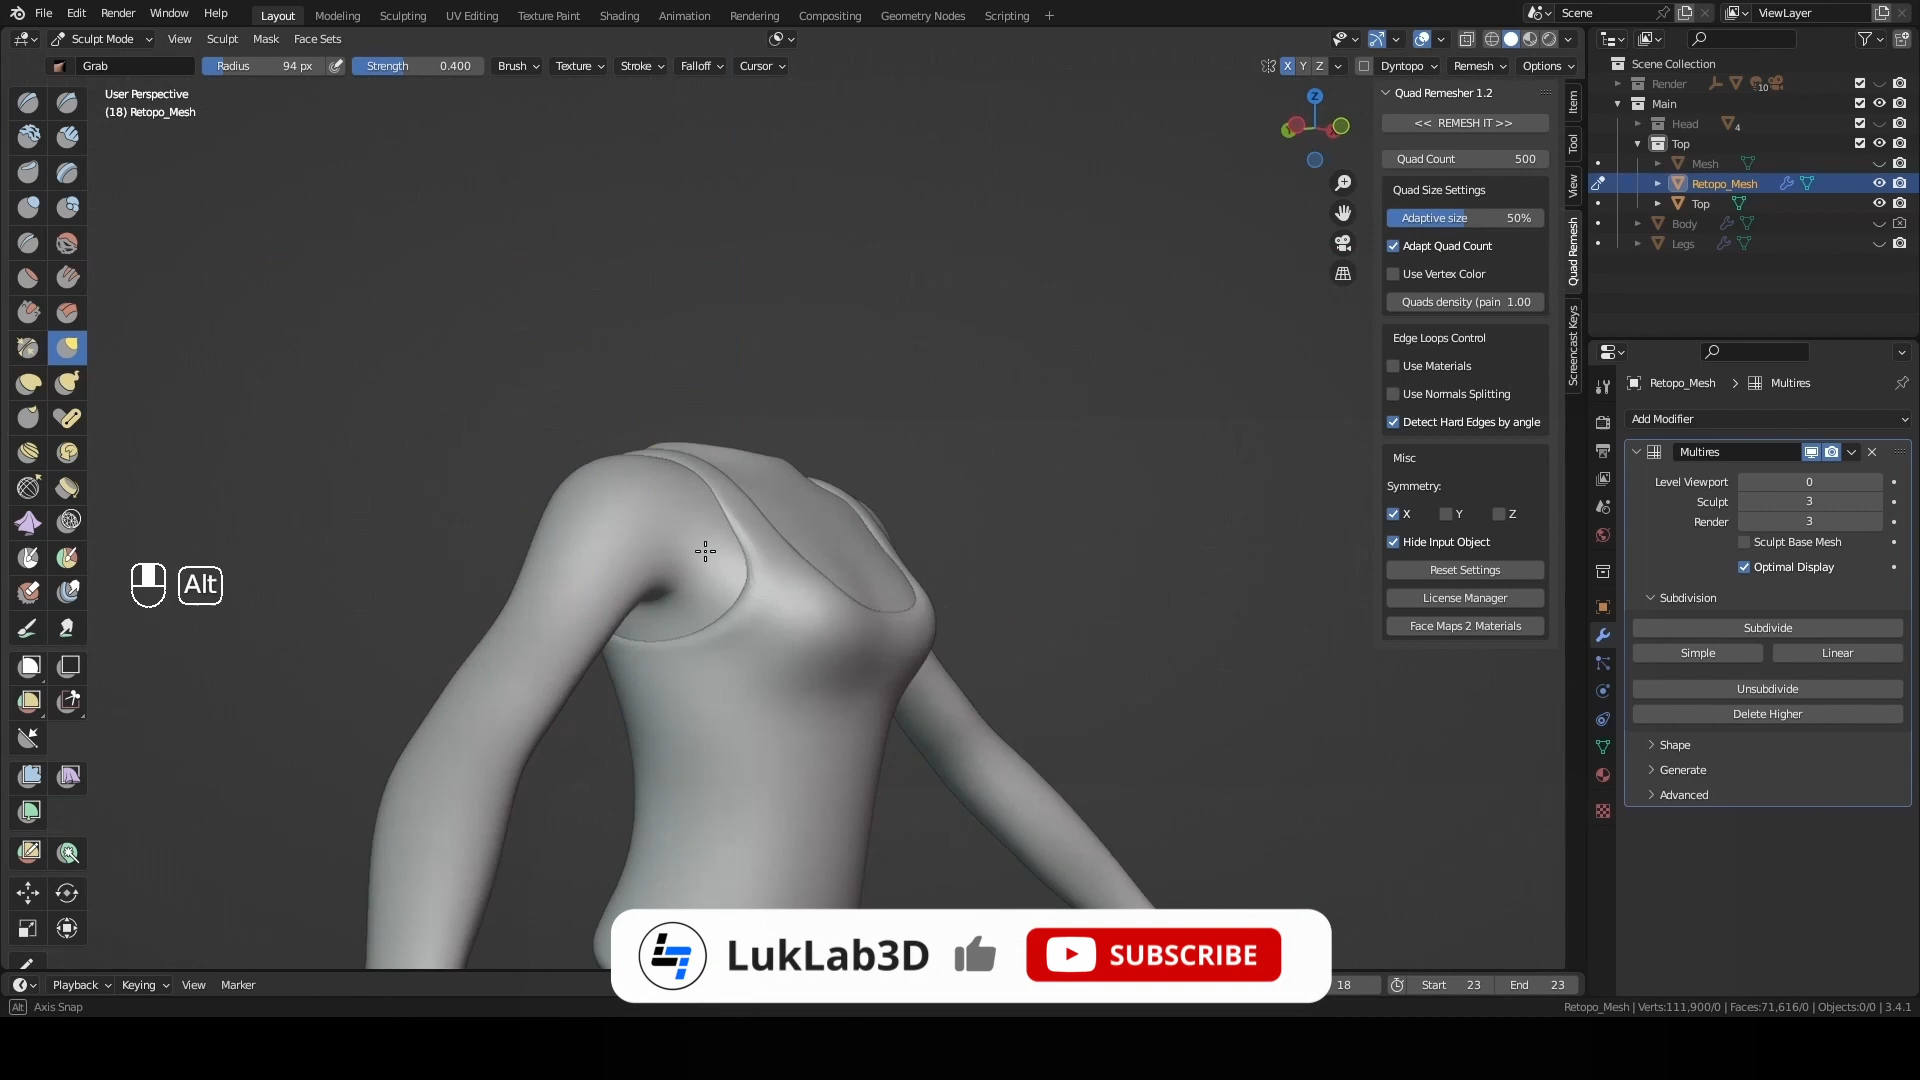 File Edit Render Window Help Layout Modeling Sculpting UV Editing Texture Paint Shading Animation Rendering Compositing Geometry Nodes Scripting + Scene ViewLayer
Sculpt Mode View Sculpt Mask Face Sets
Grab Radius 94 px Strength 0.400 Brush Texture Stroke Falloff Cursor X Y Z Dyntopo Remesh Options
User Perspective
(18) Retopo_Mesh
Z
Quad Remesher 1.2
<< REMESH IT >>
Quad Count 500
Quad Size Settings
Adaptive size 50%
Adapt Quad Count
Use Vertex Color
Quads density (pain 1.00
Edge Loops Control
Use Materials
Use Normals Splitting
Detect Hard Edges by angle
Misc
Symmetry:
X Y Z
Hide Input Object
Reset Settings
License Manager
Face Maps 2 Materials
Item
Tool
View
Quad Remesh
Screencast Keys
Scene Collection
Render 10
Main
Head 4
Top
Mesh
Retopo_Mesh
Top
Body
Legs
Retopo_Mesh > Multires
Add Modifier
Multires
Level Viewport 0
Sculpt 3
Render 3
Sculpt Base Mesh
Optimal Display
Subdivision
Subdivide
Simple Linear
Unsubdivide
Delete Higher
Shape
Generate
Advanced
Alt
LukLab3D SUBSCRIBE
Playback Keying View Marker 18 Start 23 End 23
Alt Axis Snap Retopo_Mesh | Verts:111,900/0 | Faces:71,616/0 | Objects:0/0 | 3.4.1